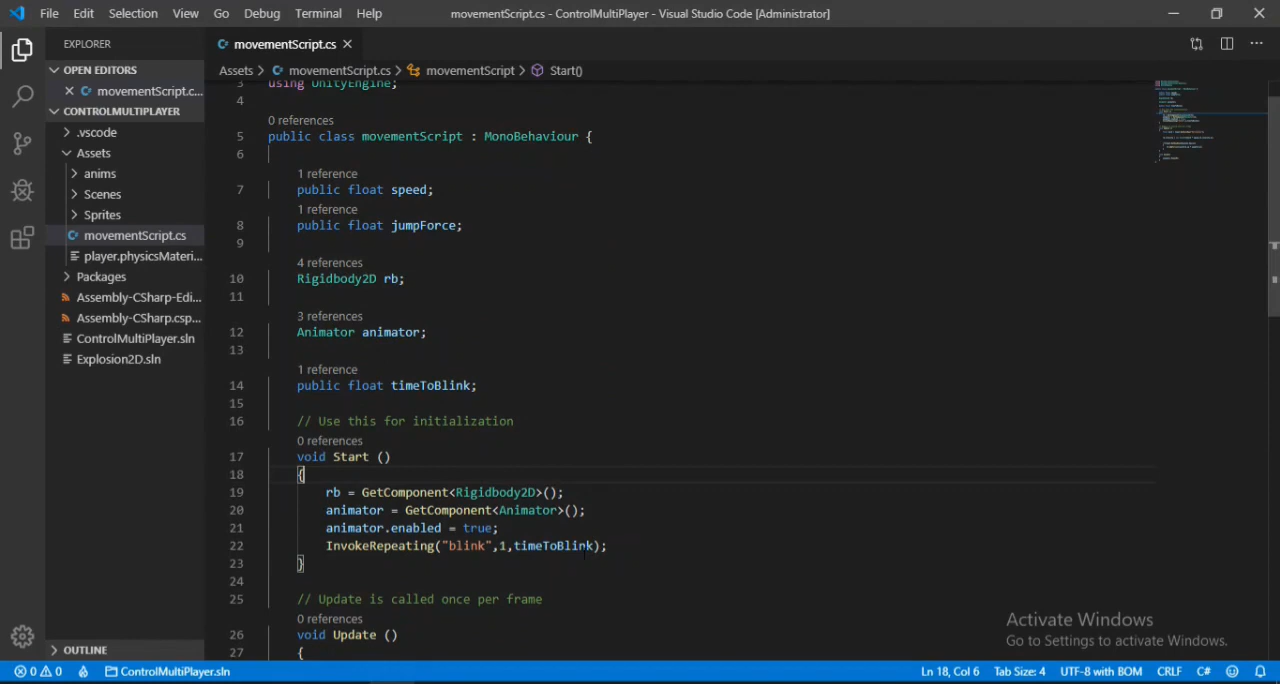 File Edit Selection View Go Debug Terminal Help movementScript.cs - ControlMultiPlayer - Visual Studio Code [Administrator]
EXPLORER
movementScript.cs
OPEN EDITORS
movementScript.c...
CONTROLMULTIPLAYER
.vscode
Assets
anims
Scenes
Sprites
movementScript.cs
player.physicsMateri...
Packages
Assembly-CSharp-Edi...
Assembly-CSharp.csp...
ControlMultiPlayer.sln
Explosion2D.sln
OUTLINE
Assets > movementScript.cs > movementScript > Start()
3 using UnityEngine;
4
0 references
5 public class movementScript : MonoBehaviour {
6
1 reference
7 public float speed;
1 reference
8 public float jumpForce;
9
4 references
10 Rigidbody2D rb;
11
3 references
12 Animator animator;
13
1 reference
14 public float timeToBlink;
15
16 // Use this for initialization
0 references
17 void Start ()
18 {
19 rb = GetComponent<Rigidbody2D>();
20 animator = GetComponent<Animator>();
21 animator.enabled = true;
22 InvokeRepeating("blink",1,timeToBlink);
23 }
24
25 // Update is called once per frame
0 references
26 void Update ()
27 {
Activate Windows
Go to Settings to activate Windows.
0 0 ControlMultiPlayer.sln Ln 18, Col 6 Tab Size: 4 UTF-8 with BOM CRLF C#